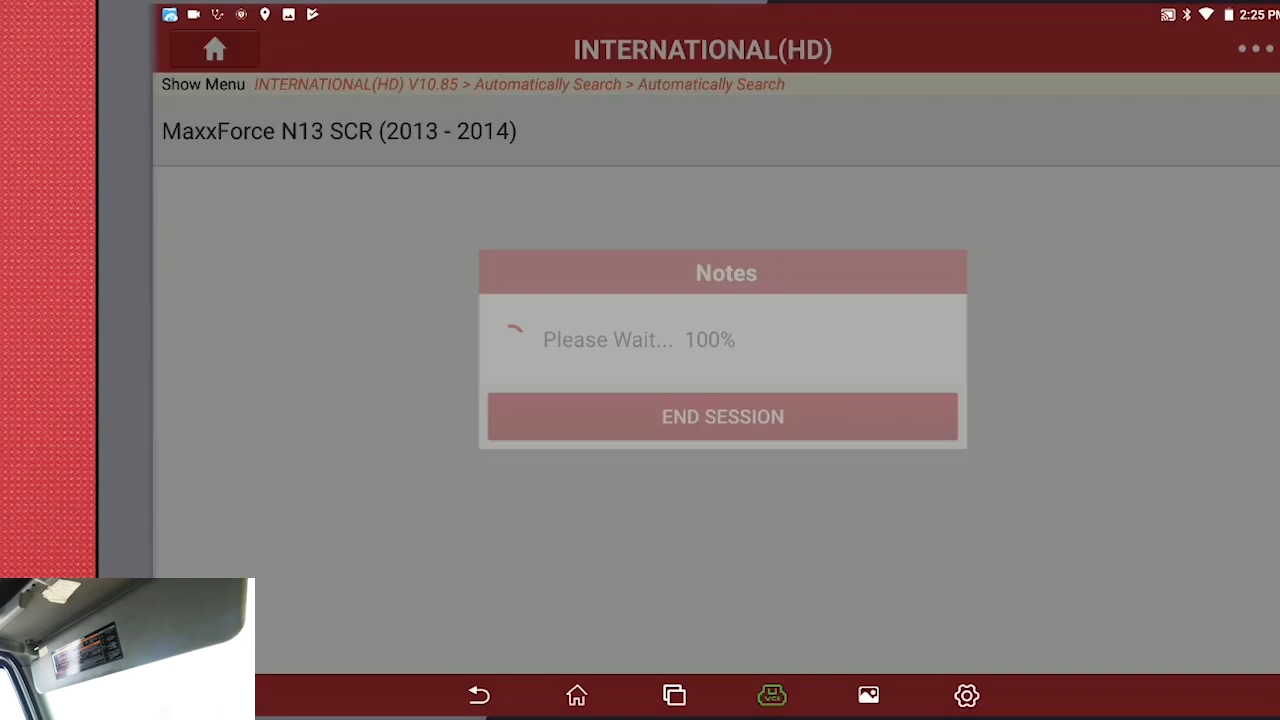 2:25 PM
INTERNATIONAL(HD)
Show Menu INTERNATIONAL(HD) V10.85 > Automatically Search > Automatically Search
MaxxForce N13 SCR (2013 - 2014)
Notes
Please Wait... 100%
END SESSION
VCI